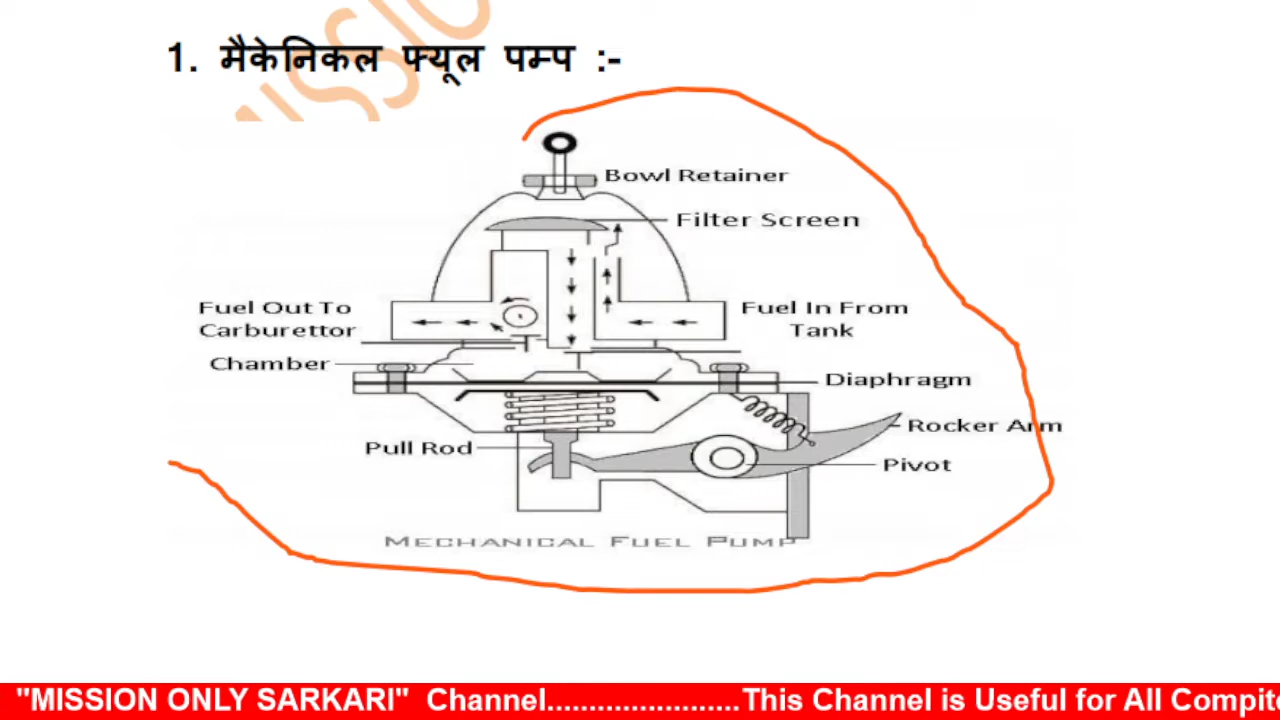 MISSION
1. मैकेनिकल फ्यूल पम्प :-
Bowl Retainer
Filter Screen
Fuel Out To
Carburettor
Fuel In From
Tank
Chamber
Diaphragm
Rocker Arm
Pull Rod
Pivot
MECHANICAL FUEL PUMP
"MISSION ONLY SARKARI" Channel.......................This Channel is Useful for All Compit